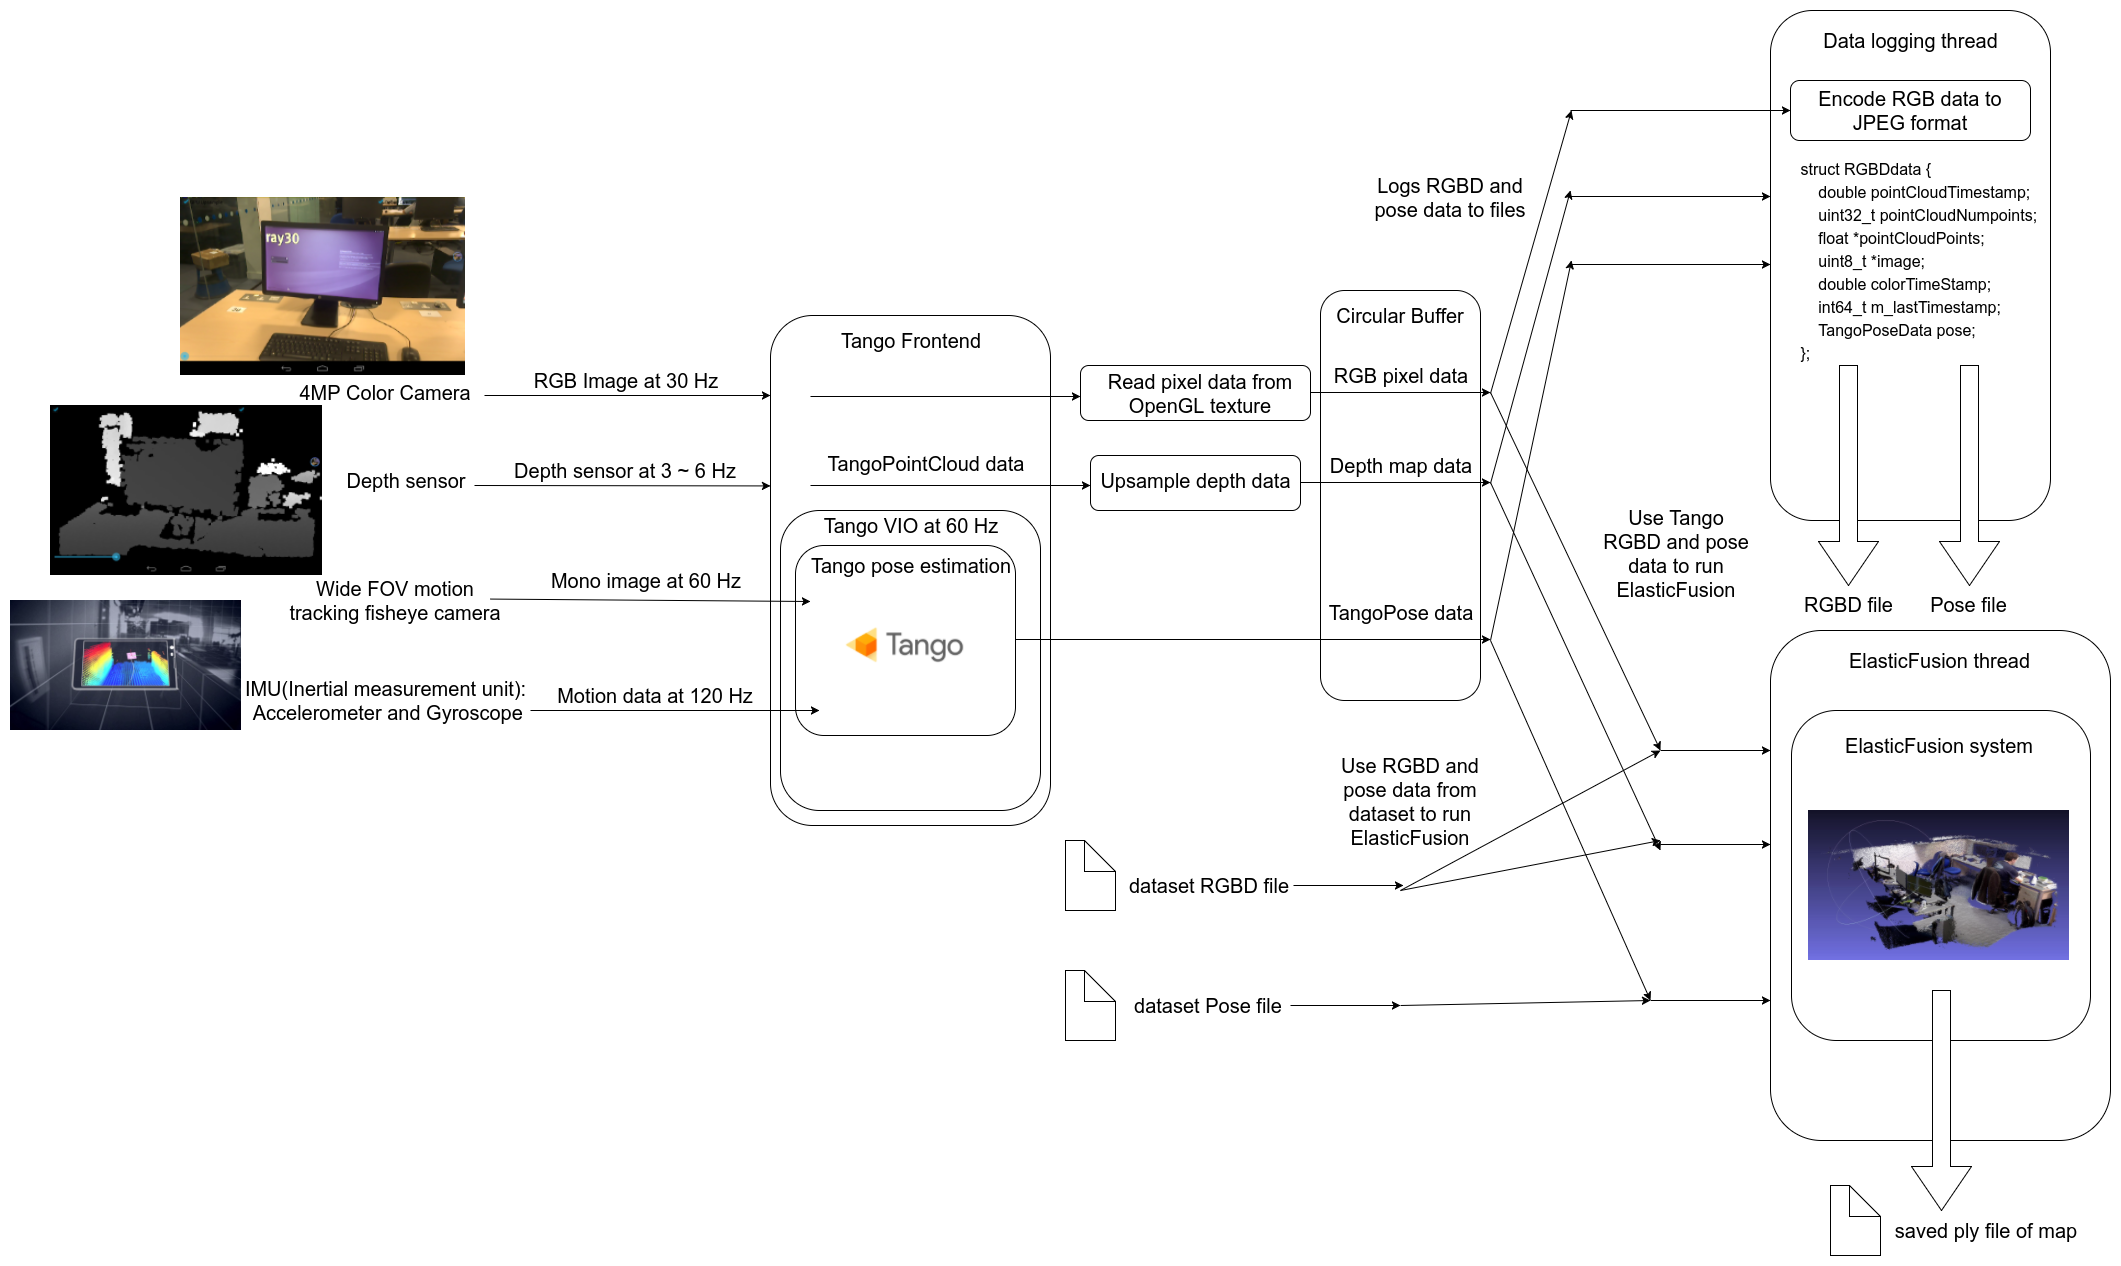 Data logging thread
Encode RGB data to
JPEG format
struct RGBDdata {
double pointCloudTimestamp;
uint32_t pointCloudNumpoints;
float *pointCloudPoints;
uint8_t *image;
double colorTimeStamp;
int64_t m_lastTimestamp;
TangoPoseData pose;
};
Logs RGBD and
pose data to files
ray30
4MP Color Camera
RGB Image at 30 Hz
Tango Frontend
Read pixel data from
OpenGL texture
Circular Buffer
RGB pixel data
Depth sensor
Depth sensor at 3 ~ 6 Hz
TangoPointCloud data
Upsample depth data
Depth map data
Tango VIO at 60 Hz
Tango pose estimation
Wide FOV motion
tracking fisheye camera
Mono image at 60 Hz
Tango
TangoPose data
IMU(Inertial measurement unit):
Accelerometer and Gyroscope
Motion data at 120 Hz
Use Tango
RGBD and pose
data to run
ElasticFusion
RGBD file
Pose file
ElasticFusion thread
ElasticFusion system
Use RGBD and
pose data from
dataset to run
ElasticFusion
dataset RGBD file
dataset Pose file
saved ply file of map